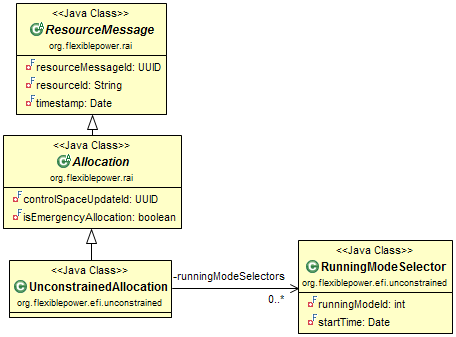 <<Java Class>>
ResourceMessage
org.flexiblepower.rai
resourceMessageId: UUID
resourceId: String
timestamp: Date
<<Java Class>>
Allocation
org.flexiblepower.rai
controlSpaceUpdateId: UUID
isEmergencyAllocation: boolean
<<Java Class>>
UnconstrainedAllocation
org.flexiblepower.efi.unconstrained
-runningModeSelectors
0..*
<<Java Class>>
RunningModeSelector
org.flexiblepower.efi.unconstrained
runningModeId: int
startTime: Date